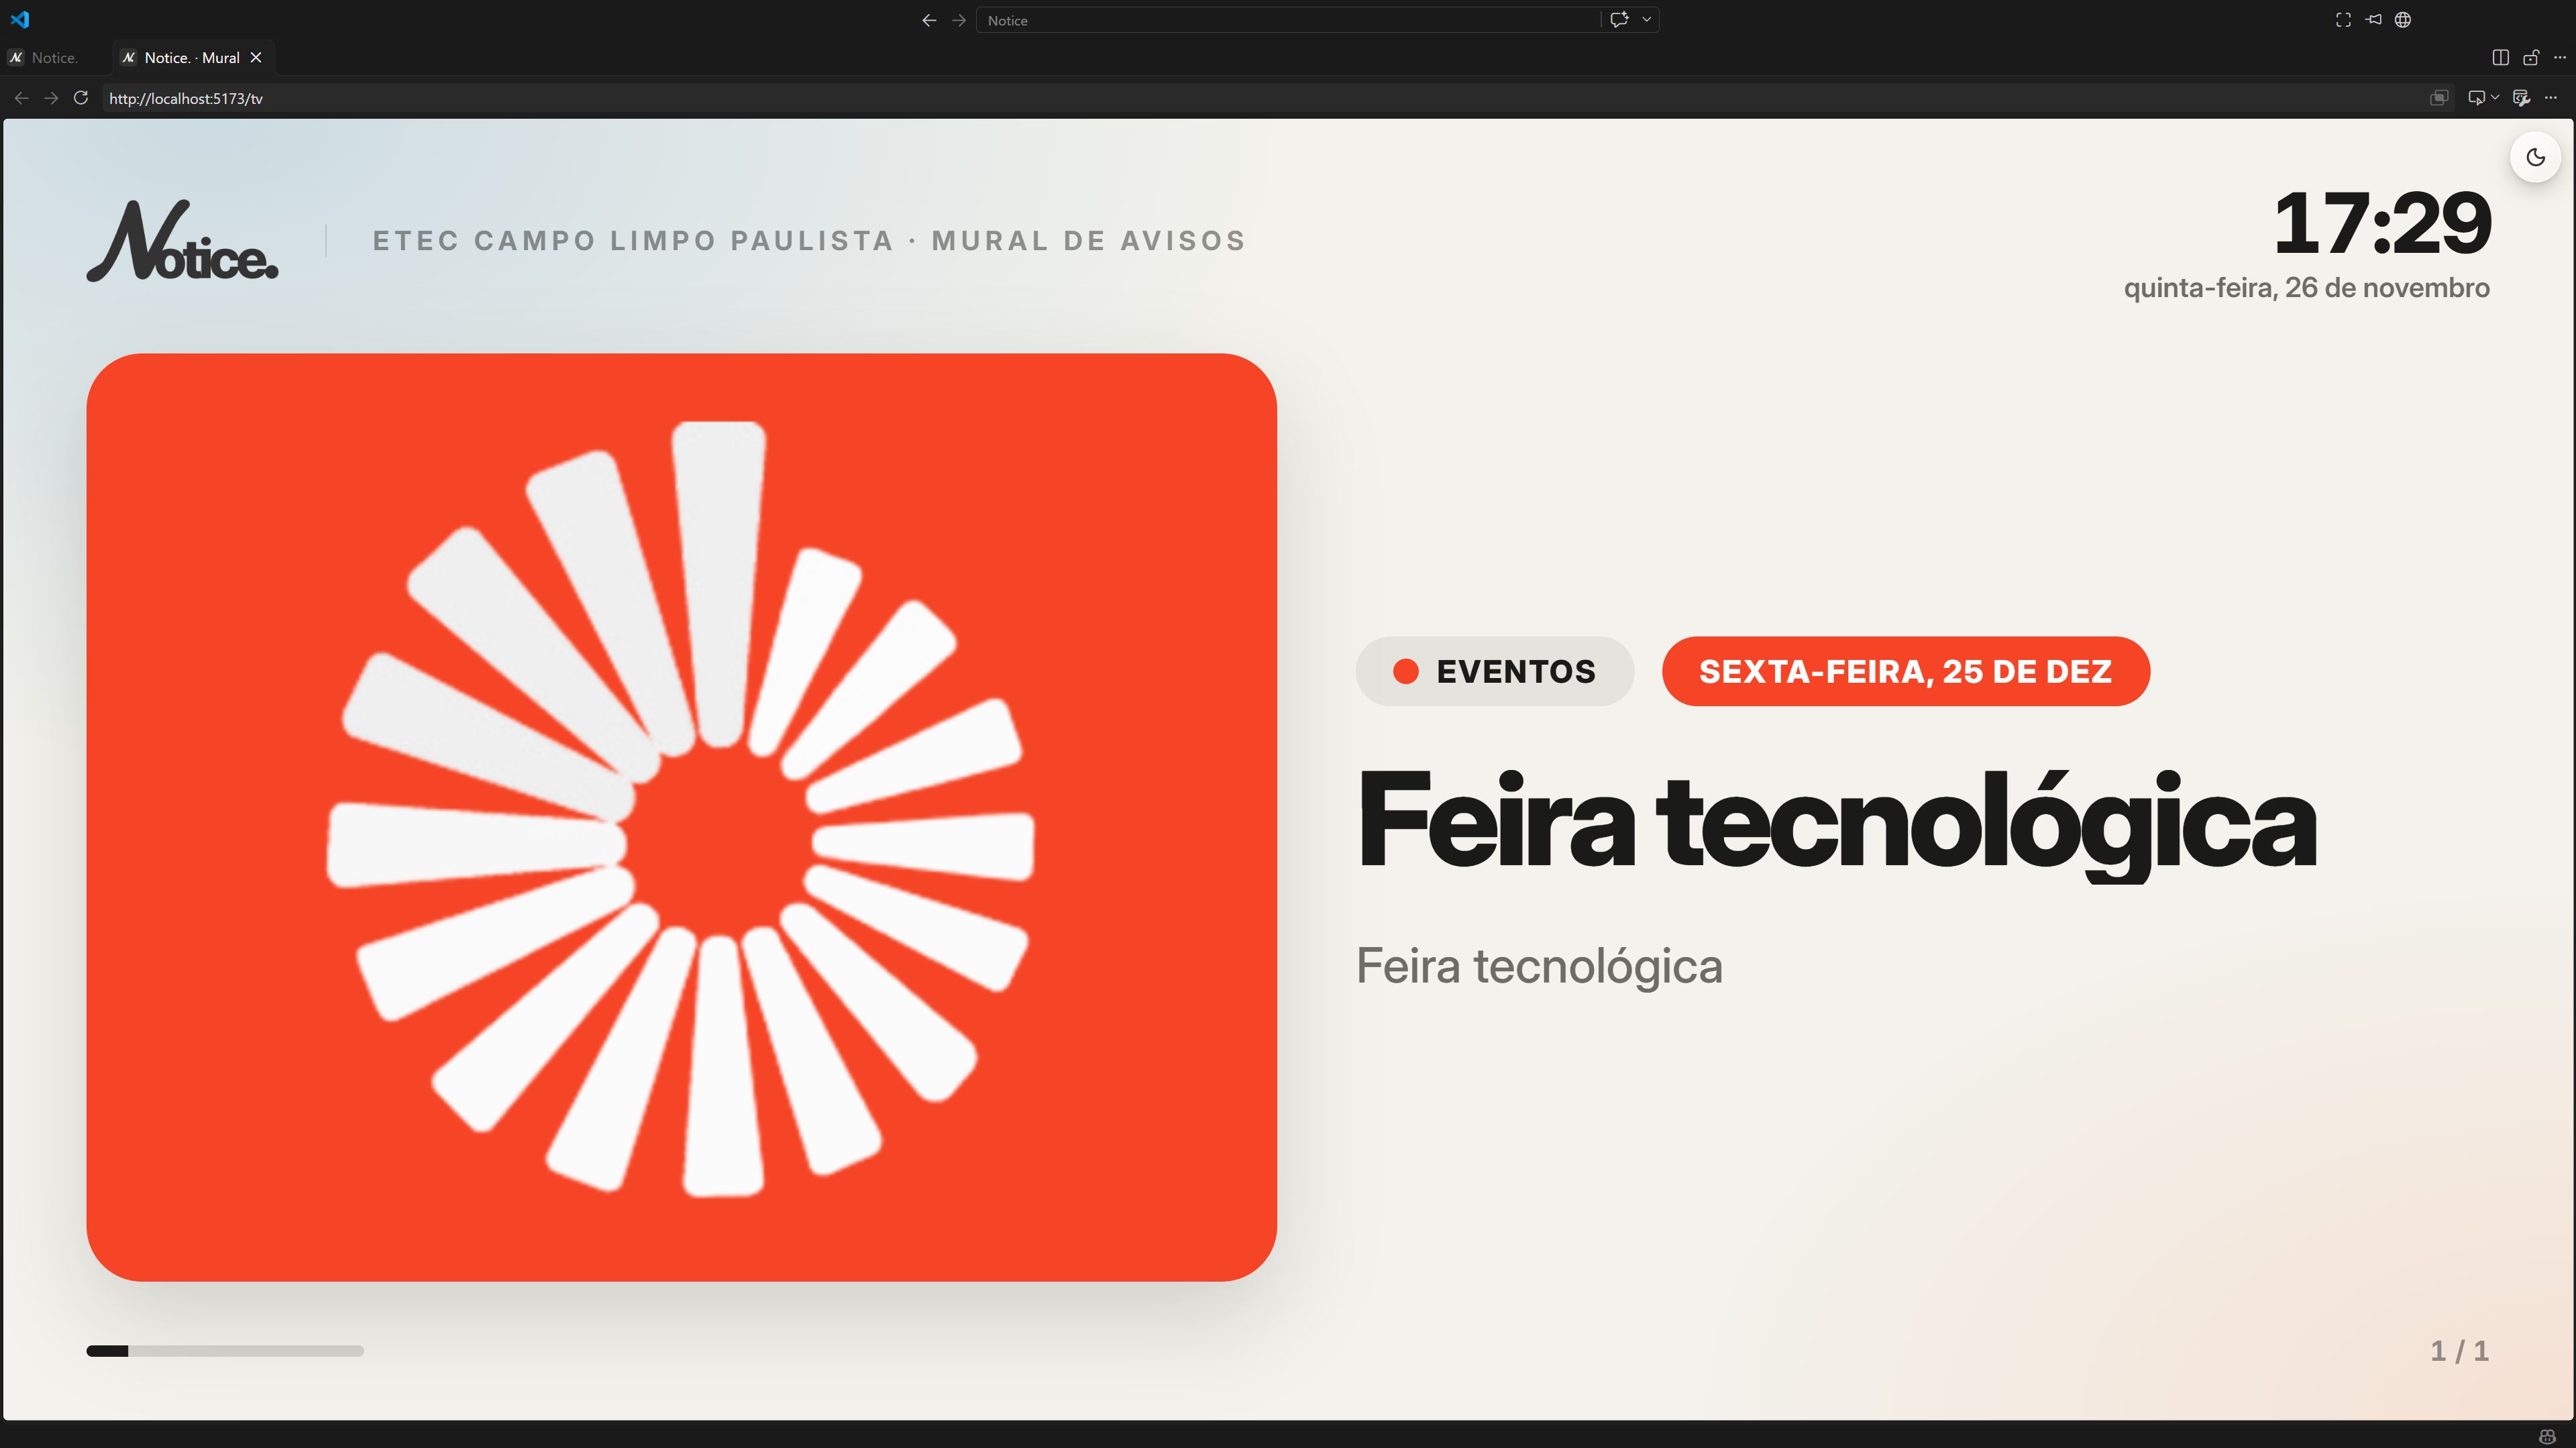 Notice
Notice.
Notice. · Mural
http://localhost:5173/tv
Notice.
ETEC CAMPO LIMPO PAULISTA · MURAL DE AVISOS
17:29
quinta-feira, 26 de novembro
EVENTOS
SEXTA-FEIRA, 25 DE DEZ
Feira tecnológica
Feira tecnológica
1 / 1